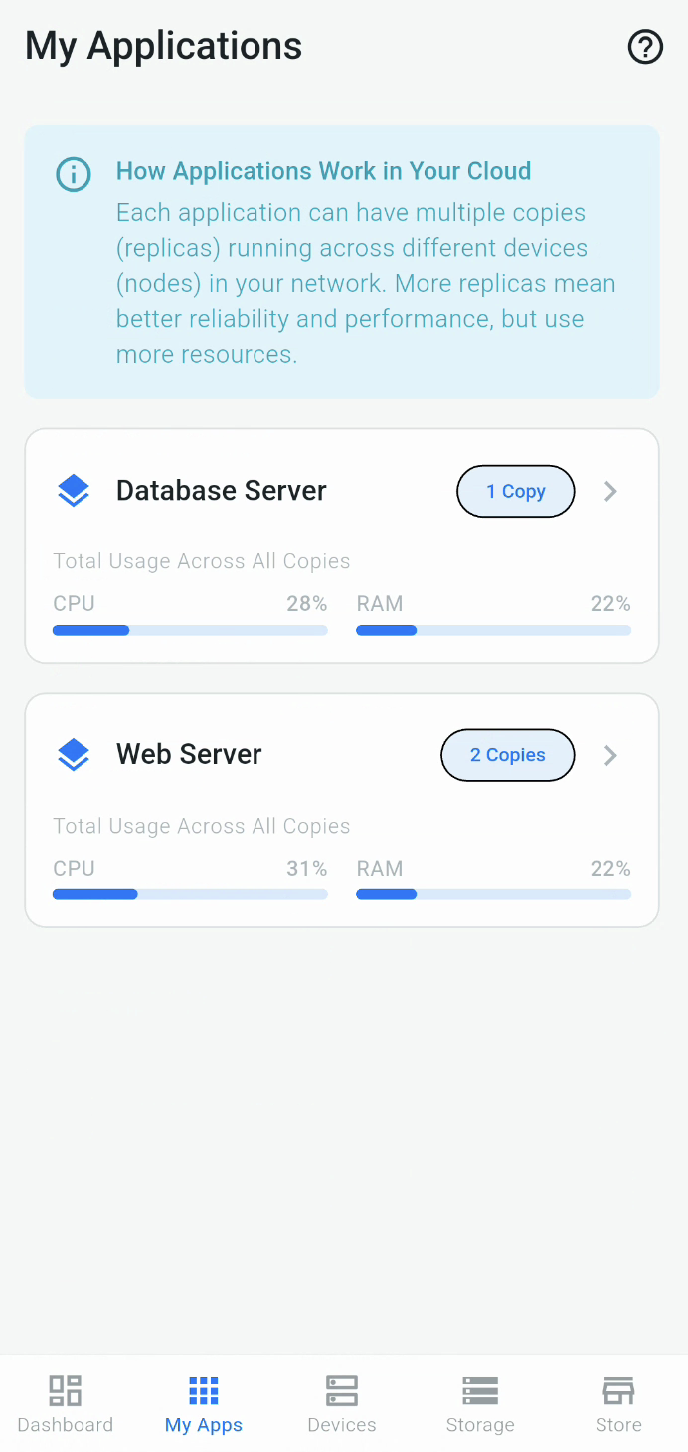 My Applications
How Applications Work in Your Cloud
Each application can have multiple copies
(replicas) running across different devices
(nodes) in your network. More replicas mean
better reliability and performance, but use
more resources.
Database Server
1 Copy
Total Usage Across All Copies
CPU 28% RAM 22%
Web Server
2 Copies
Total Usage Across All Copies
CPU 31% RAM 22%
Dashboard My Apps Devices Storage Store